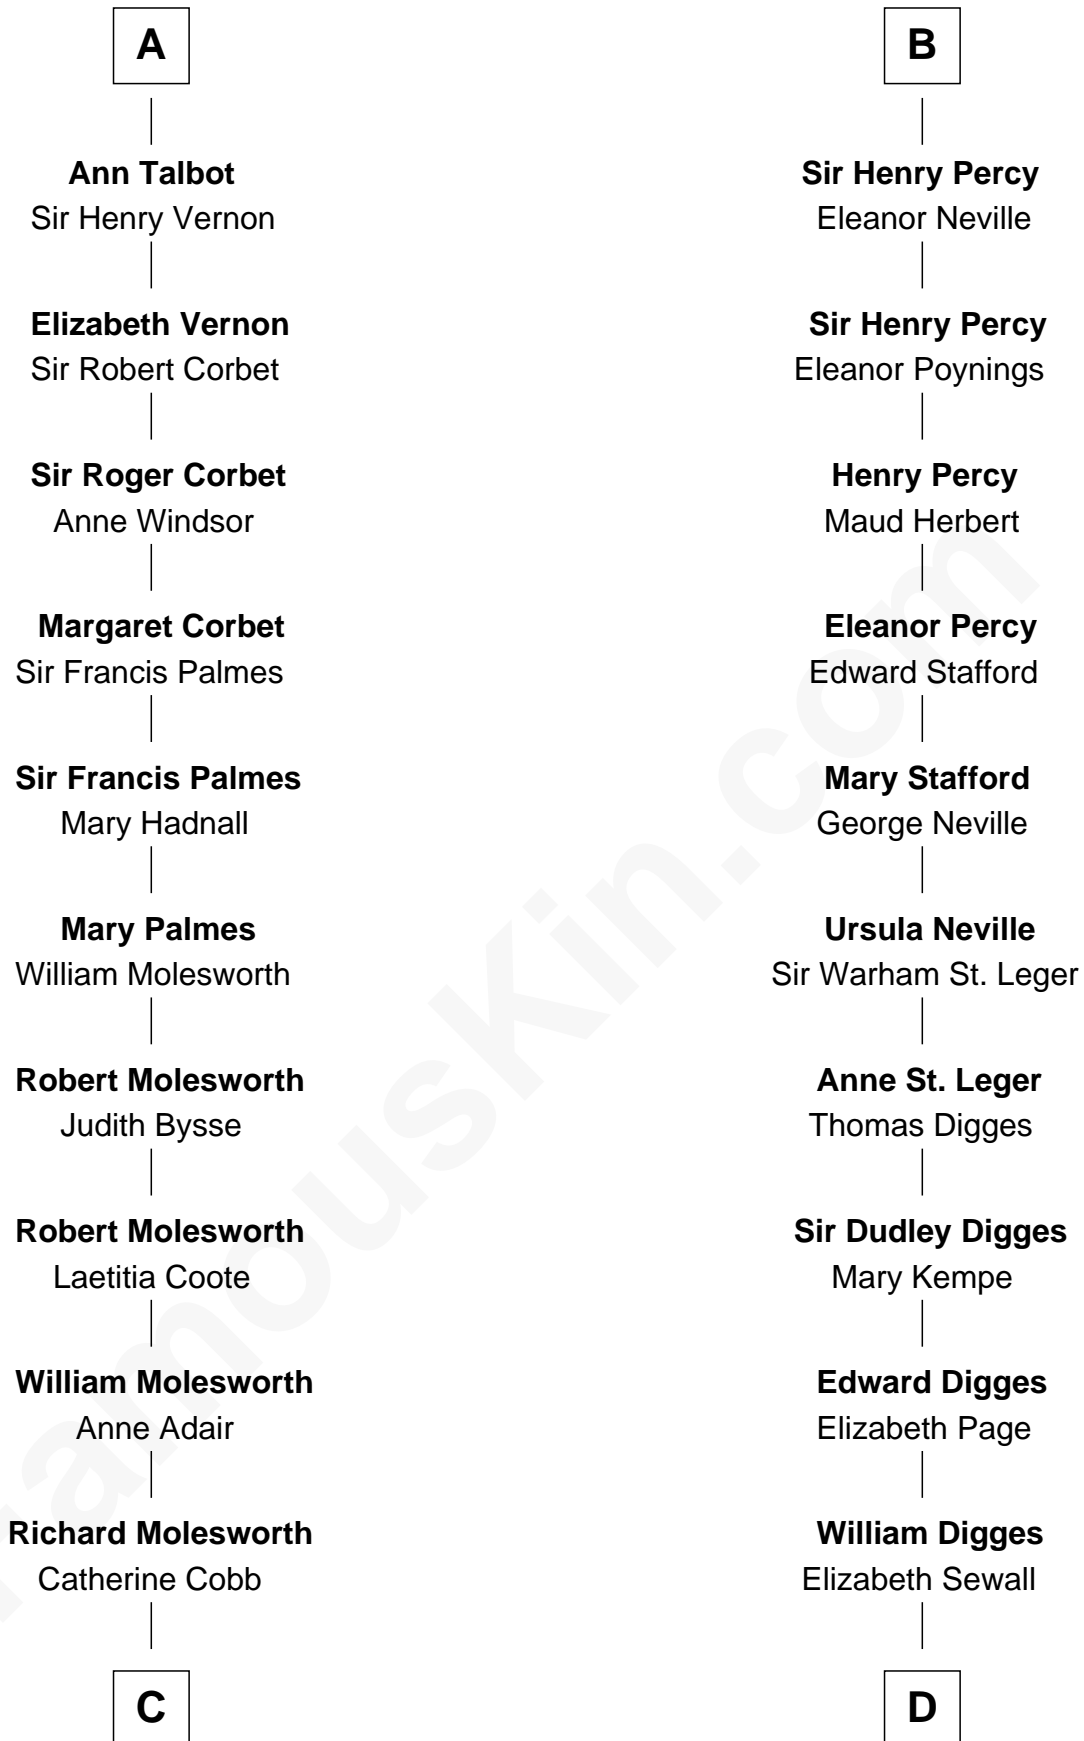 A
Ann Talbot
Sir Henry Vernon
Elizabeth Vernon
Sir Robert Corbet
Sir Roger Corbet
Anne Windsor
Margaret Corbet
Sir Francis Palmes
Sir Francis Palmes
Mary Hadnall
Mary Palmes
William Molesworth
Robert Molesworth
Judith Bysse
Robert Molesworth
Laetitia Coote
William Molesworth
Anne Adair
Richard Molesworth
Catherine Cobb
C
B
Sir Henry Percy
Eleanor Neville
Sir Henry Percy
Eleanor Poynings
Henry Percy
Maud Herbert
Eleanor Percy
Edward Stafford
Mary Stafford
George Neville
Ursula Neville
Sir Warham St. Leger
Anne St. Leger
Thomas Digges
Sir Dudley Digges
Mary Kempe
Edward Digges
Elizabeth Page
William Digges
Elizabeth Sewall
D
FamousKin.com